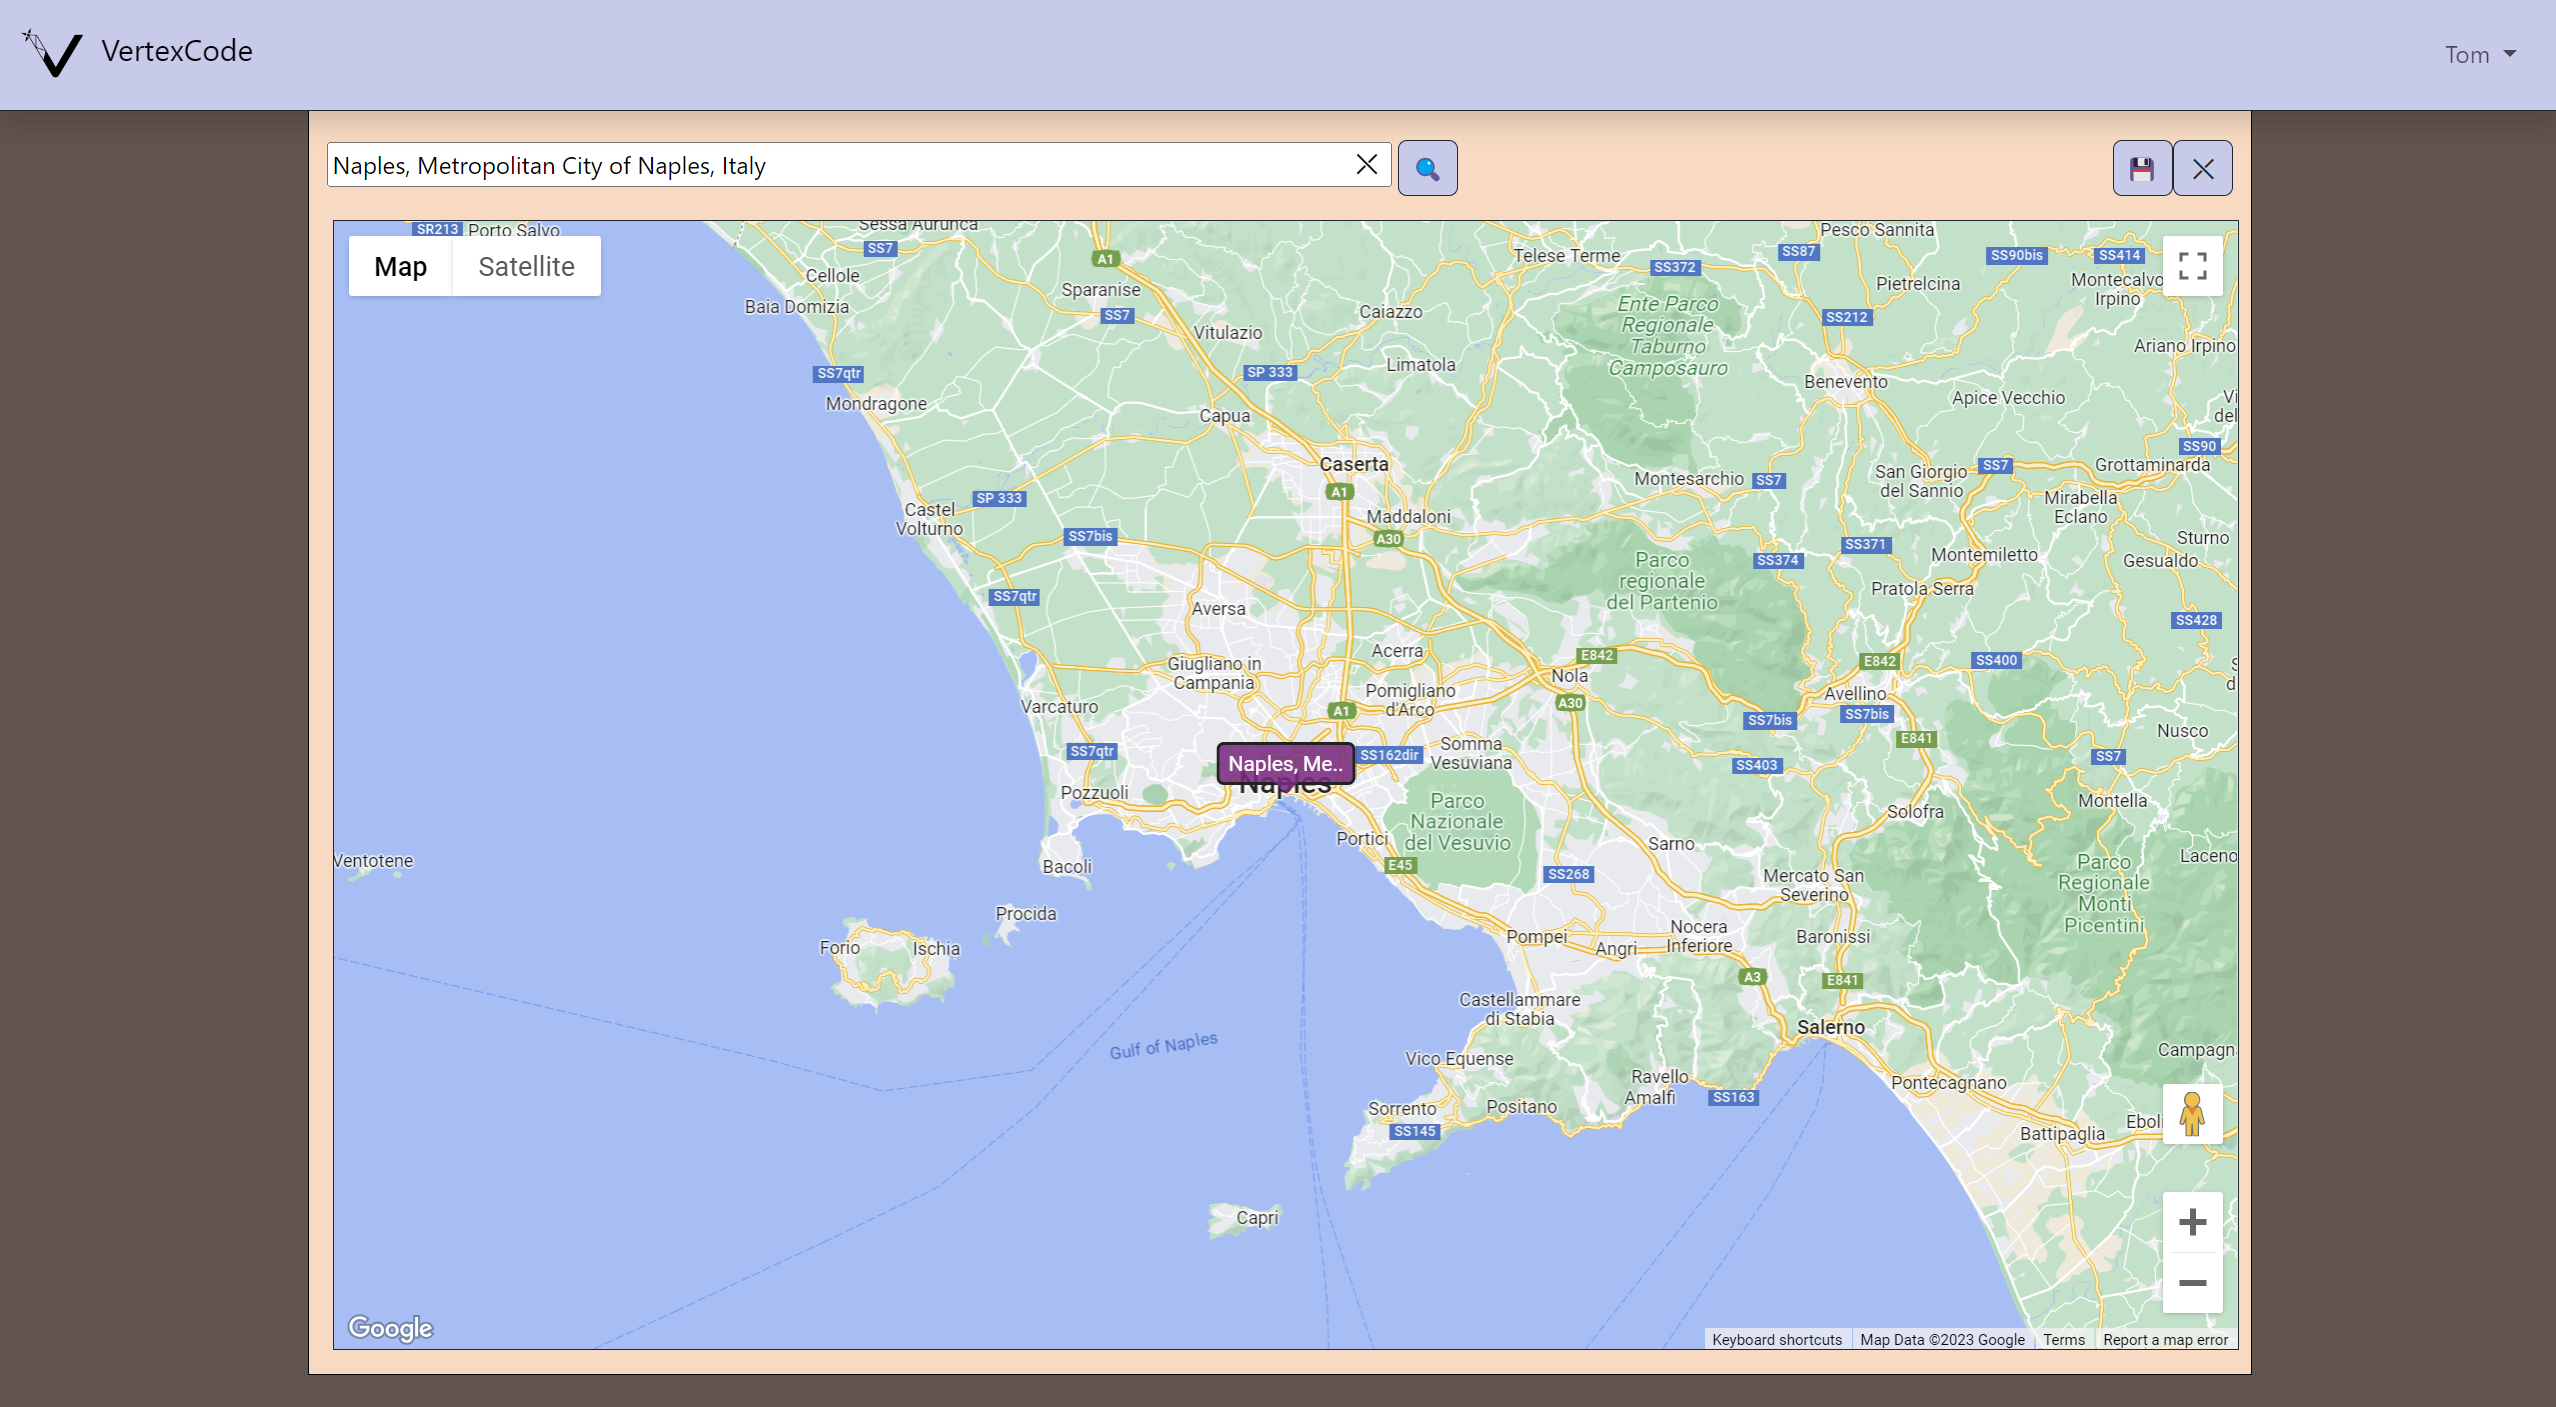 VertexCode
Tom
Naples, Metropolitan City of Naples, Italy
Map
Satellite
SR213
Porto Salvo
Sessa Aurunca
SS7
Cellole
Baia Domizia
A1
Sparanise
SS7
Vitulazio
Caiazzo
Telese Terme
SS372
SS87
Pesco Sannita
SS90bis
SS414
Pietrelcina
Montecalvo
Irpino
SS212
Ente Parco
Regionale
Taburno
Camposauro
Ariano Irpino
SS7qtr
Mondragone
SP 333
Limatola
Capua
Benevento
Apice Vecchio
Caserta
A1
SS90
Grottaminarda
SS7
San Giorgio
del Sannio
Montesarchio
SS7
Mirabella
Eclano
SP 333
Castel
Volturno
Maddaloni
A30
SS7bis
Sturno
Gesualdo
SS371
Montemiletto
SS374
Parco
regionale
del Partenio
Pratola Serra
SS7qtr
Aversa
SS428
Acerra
E842
E842
SS400
Giugliano in
Campania
Nola
Pomigliano
d'Arco
Avellino
A30
Varcaturo
A1
SS7bis
SS7bis
Nusco
E841
SS7qtr
Naples, Me..
Naples
SS162dir
Somma
Vesuviana
SS403
SS7
Pozzuoli
Parco
Nazionale
del Vesuvio
Montella
Solofra
Portici
E45
Sarno
Ventotene
Bacoli
SS268
Mercato San
Severino
Laceno
Parco
Regionale
Monti
Picentini
Procida
Forio
Ischia
Pompei
Angri
Nocera
Inferiore
Baronissi
A3
E841
Castellammare
di Stabia
Salerno
Gulf of Naples
Vico Equense
Campagn
Ravello
Amalfi
SS163
Pontecagnano
Sorrento
SS145
Positano
Eboli
Battipaglia
Capri
Google
Keyboard shortcuts
Map Data ©2023 Google
Terms
Report a map error